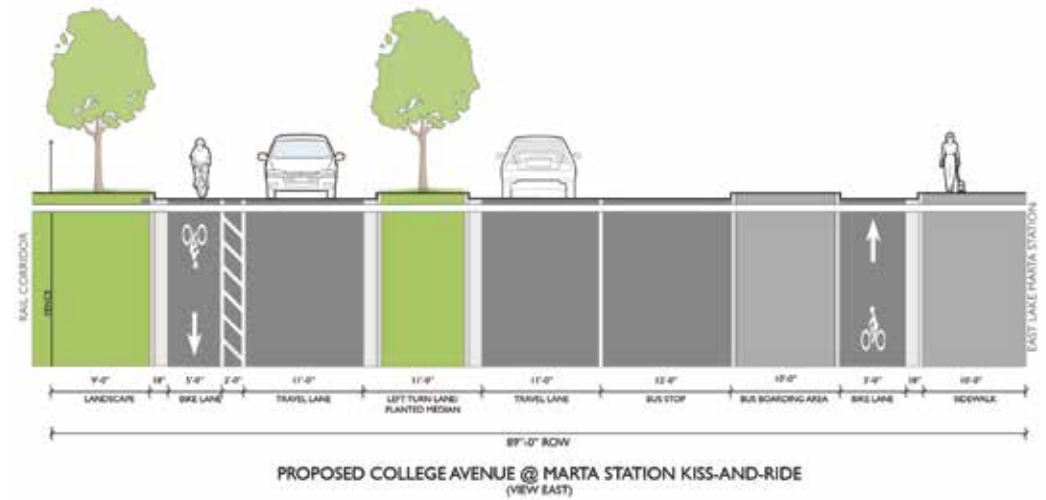 RAIL CORRIDOR
FENCE
EAST LAKE MARTA STATION
9'-0" 18" 5'-0" 2'-0" 11'-0" 11'-0" 11'-0" 12'-0" 10'-0" 18" 10'-0"
LANDSCAPE BIKE LANE TRAVEL LANE LEFT TURN LANE/ TRAVEL LANE BUS STOP BUS BOARDING AREA BIKE LANE SIDEWALK
PLANTED MEDIAN
89'-0" ROW
PROPOSED COLLEGE AVENUE @ MARTA STATION KISS-AND-RIDE
(VIEW EAST)